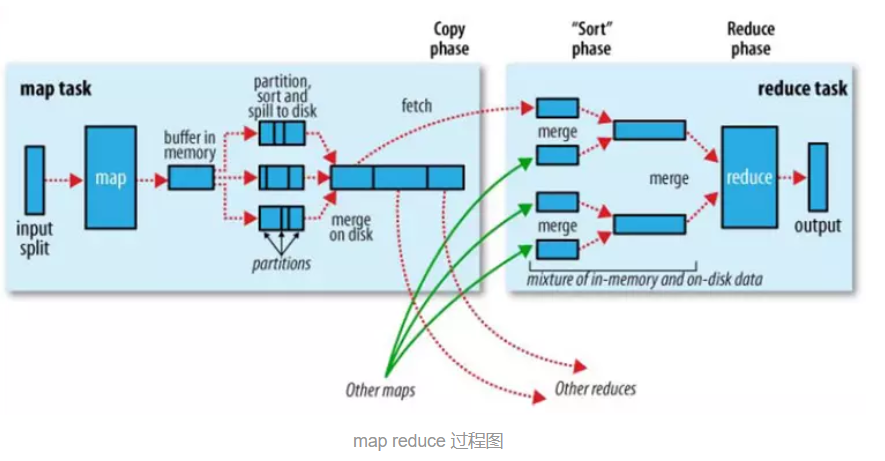 Copy
phase
"Sort"
phase
Reduce
phase
map task
partition,
sort and
spill to disk
fetch
reduce task
buffer in
memory
map
merge
merge
reduce
input
split
merge
on disk
partitions
merge
output
mixture of in-memory and on-disk data
Other maps
Other reduces
map reduce 过程图